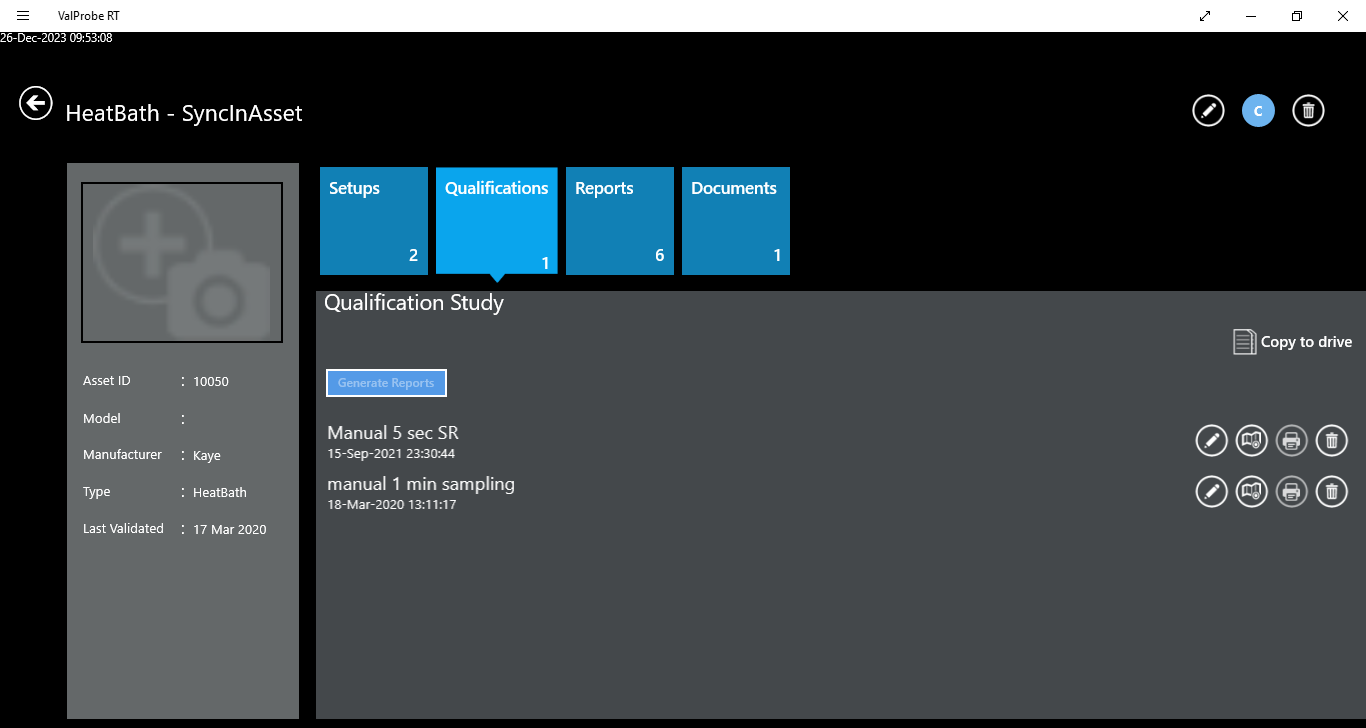 ValProbe RT
26-Dec-2023 09:53:08
HeatBath - SyncInAsset
C
Setups
2
Qualifications
1
Reports
6
Documents
1
Asset ID : 10050
Model :
Manufacturer : Kaye
Type : HeatBath
Last Validated : 17 Mar 2020
Qualification Study
Copy to drive
Generate Reports
Manual 5 sec SR
15-Sep-2021 23:30:44
manual 1 min sampling
18-Mar-2020 13:11:17